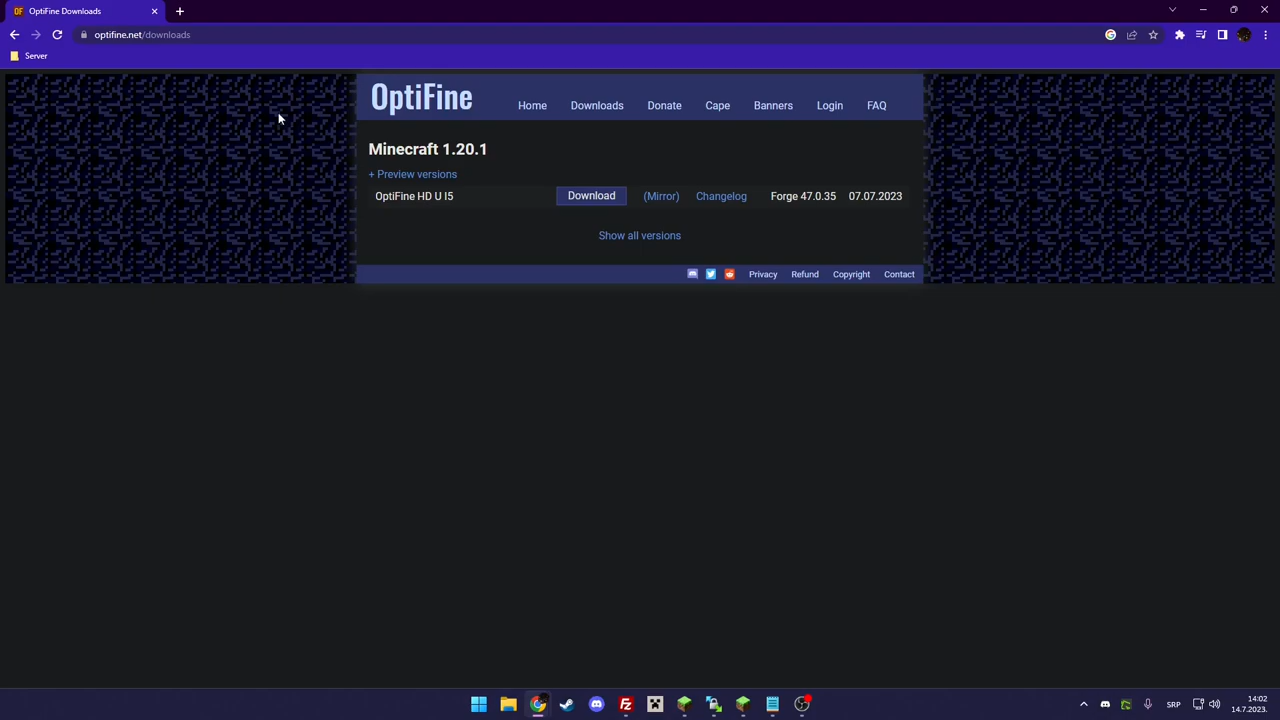 OptiFine Downloads
optifine.net/downloads
Server
OptiFine
Home Downloads Donate Cape Banners Login FAQ
Minecraft 1.20.1
+ Preview versions
OptiFine HD U I5 Download (Mirror) Changelog Forge 47.0.35 07.07.2023
Show all versions
Privacy Refund Copyright Contact
SRP
14:02
14.7.2023.